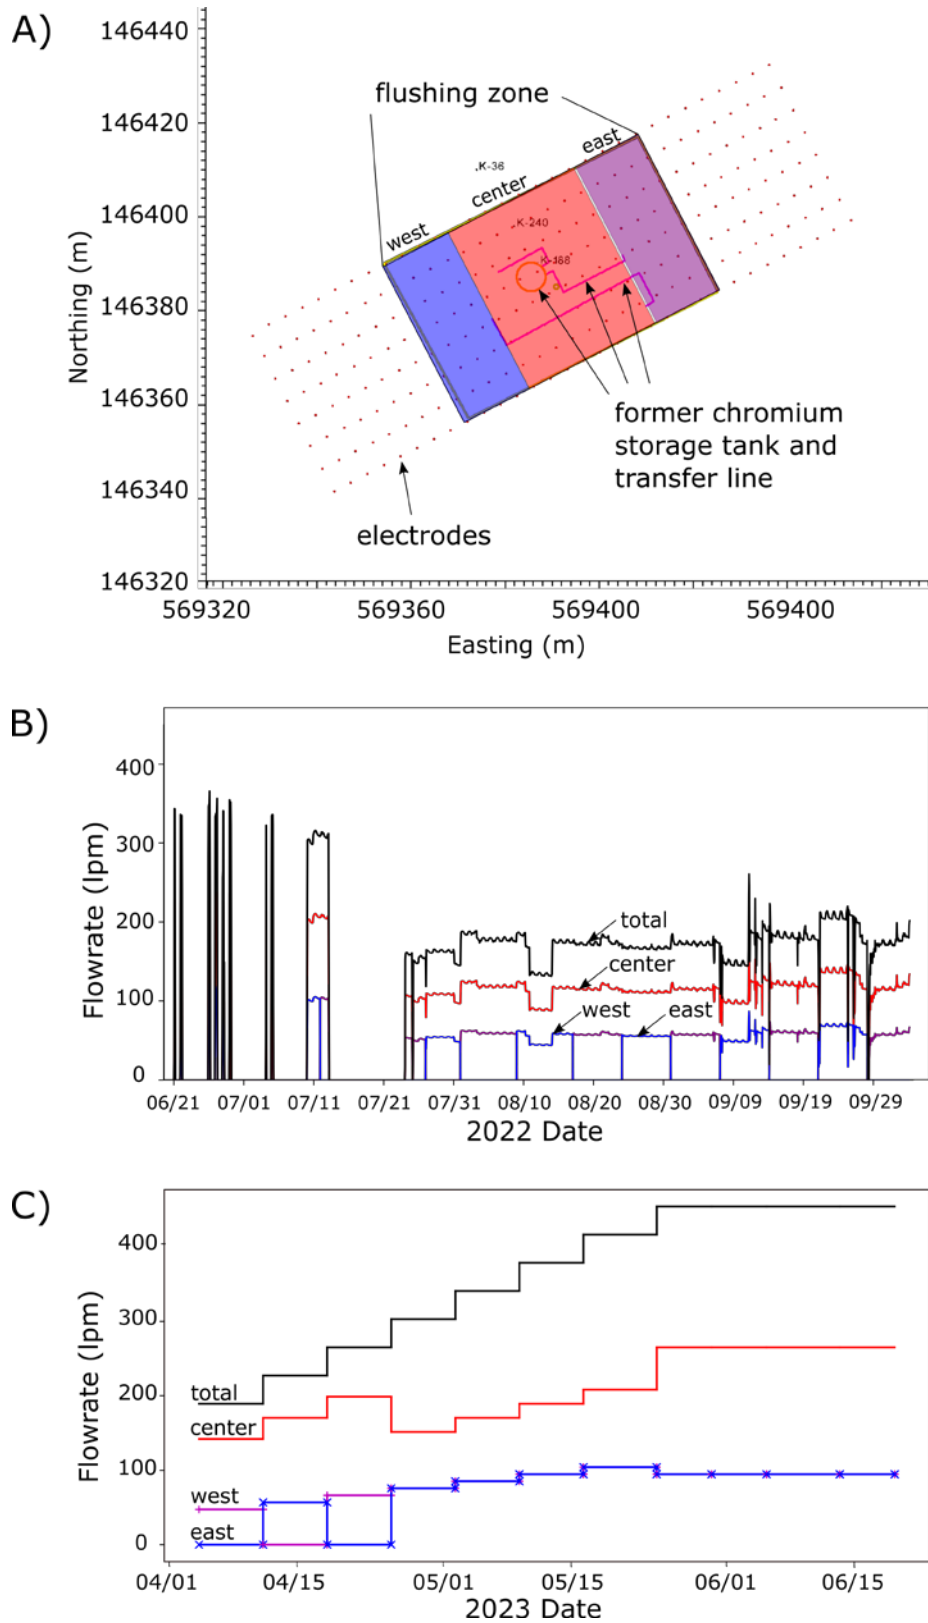 A)
146440
146420
146400
146380
146360
146340
146320
Northing (m)
flushing zone
east
K-36
center
west
K-240
K-168
former chromium
storage tank and
transfer line
electrodes
569320
569360
569400
569400
Easting (m)
B)
400
300
200
100
0
Flowrate (lpm)
total
center
west
east
06/21
07/01
07/11
07/21
07/31
08/10
08/20
08/30
09/09
09/19
09/29
2022 Date
C)
400
300
200
100
0
Flowrate (lpm)
total
center
west
east
04/01
04/15
05/01
05/15
06/01
06/15
2023 Date